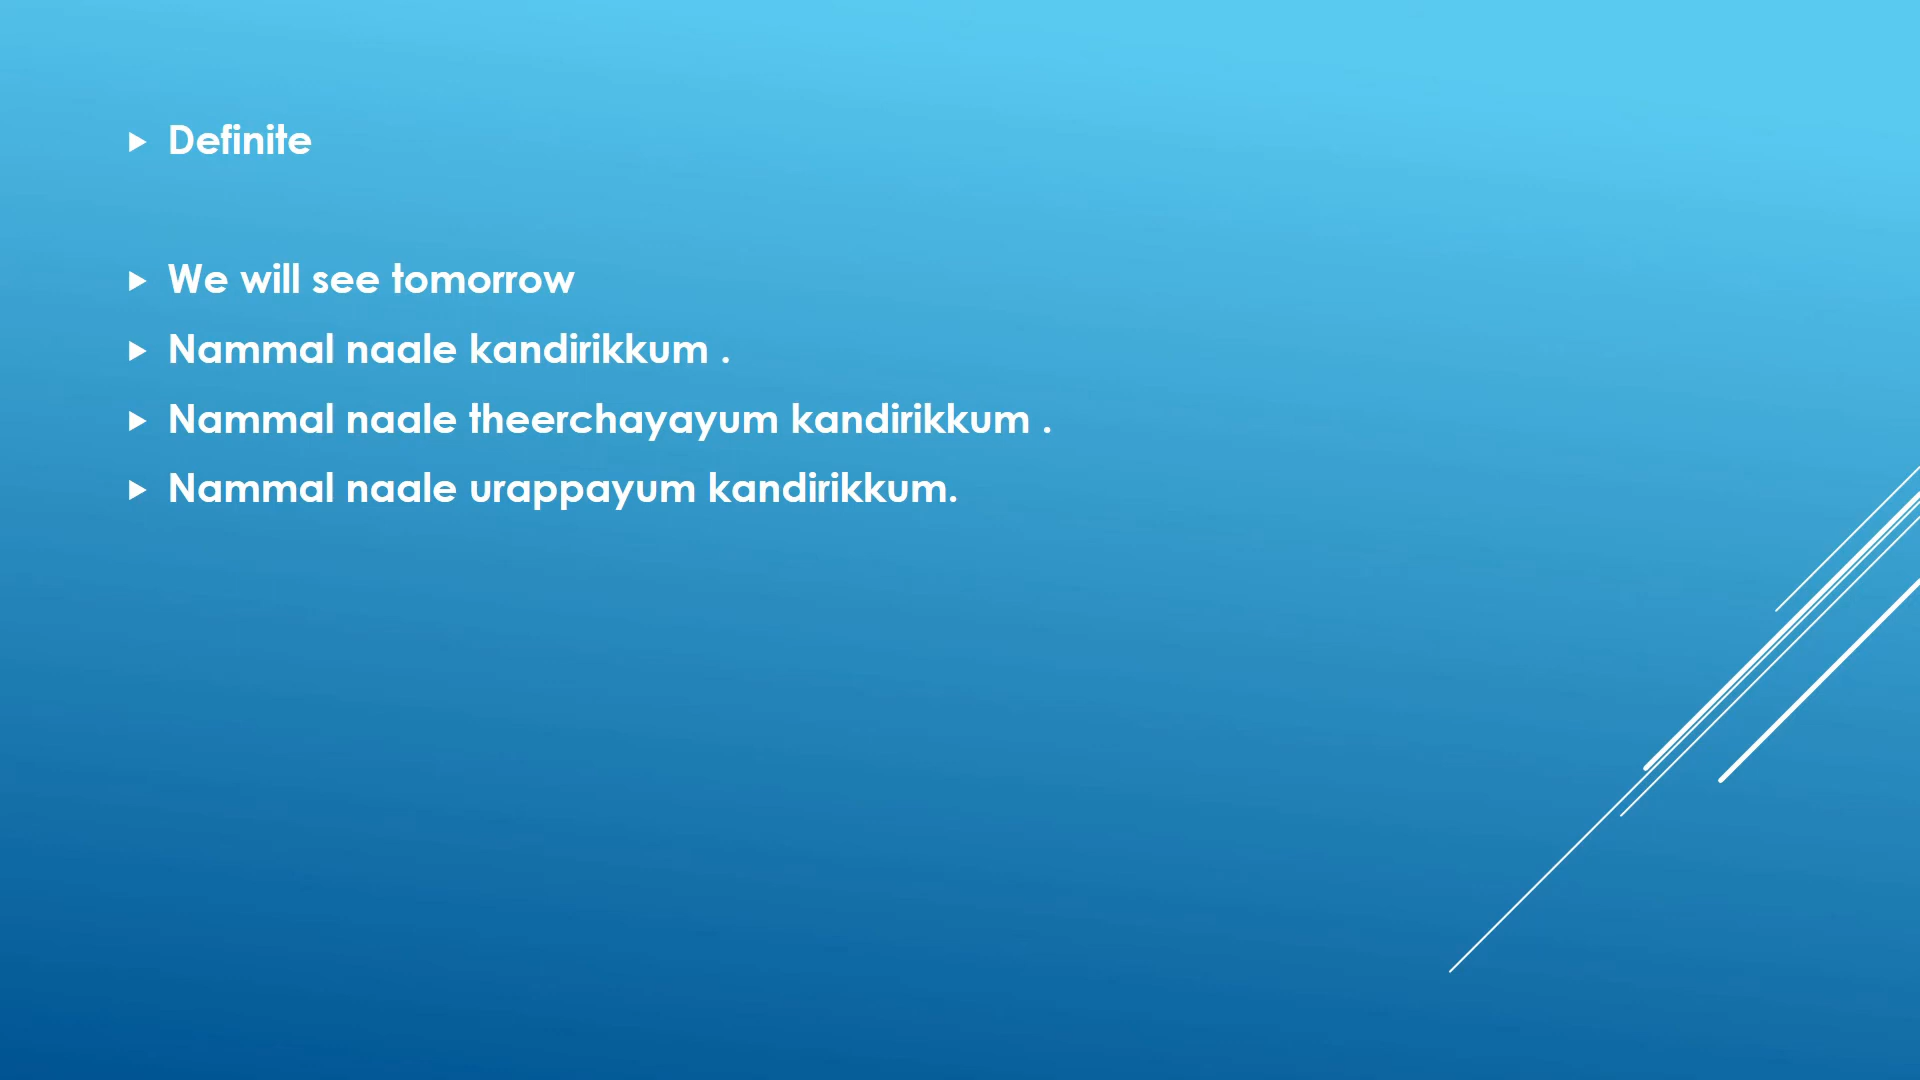 Definite
We will see tomorrow
Nammal naale kandirikkum .
Nammal naale theerchayayum kandirikkum .
Nammal naale urappayum kandirikkum.